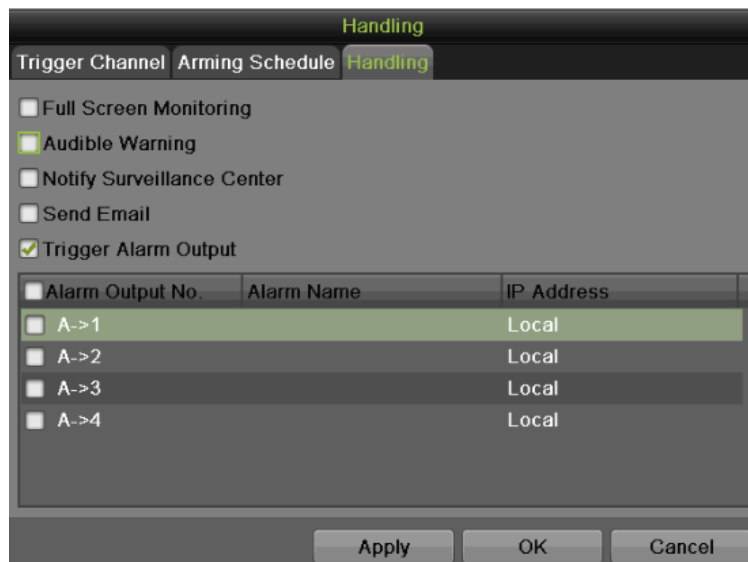 Handling
Trigger Channel Arming Schedule Handling
Full Screen Monitoring
Audible Warning
Notify Surveillance Center
Send Email
Trigger Alarm Output
Alarm Output No. Alarm Name IP Address
A->1 Local
A->2 Local
A->3 Local
A->4 Local
Apply OK Cancel